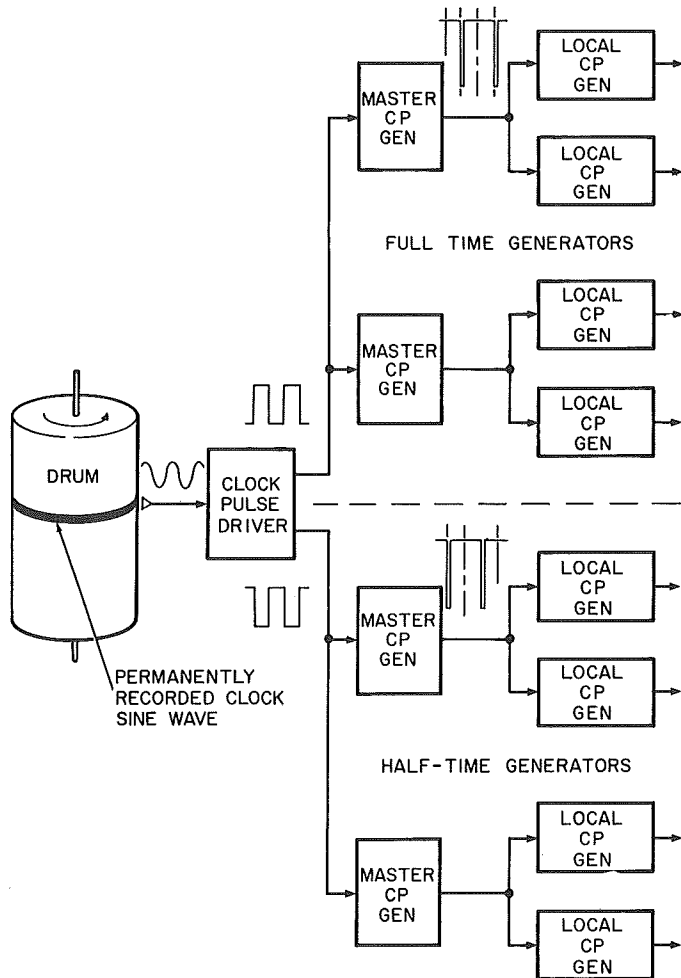 LOCAL
CP
GEN
MASTER
CP
GEN
LOCAL
CP
GEN
FULL TIME GENERATORS
LOCAL
CP
GEN
MASTER
CP
GEN
LOCAL
CP
GEN
DRUM
CLOCK
PULSE
DRIVER
LOCAL
CP
GEN
MASTER
CP
GEN
LOCAL
CP
GEN
PERMANENTLY
RECORDED CLOCK
SINE WAVE
HALF-TIME GENERATORS
LOCAL
CP
GEN
MASTER
CP
GEN
LOCAL
CP
GEN